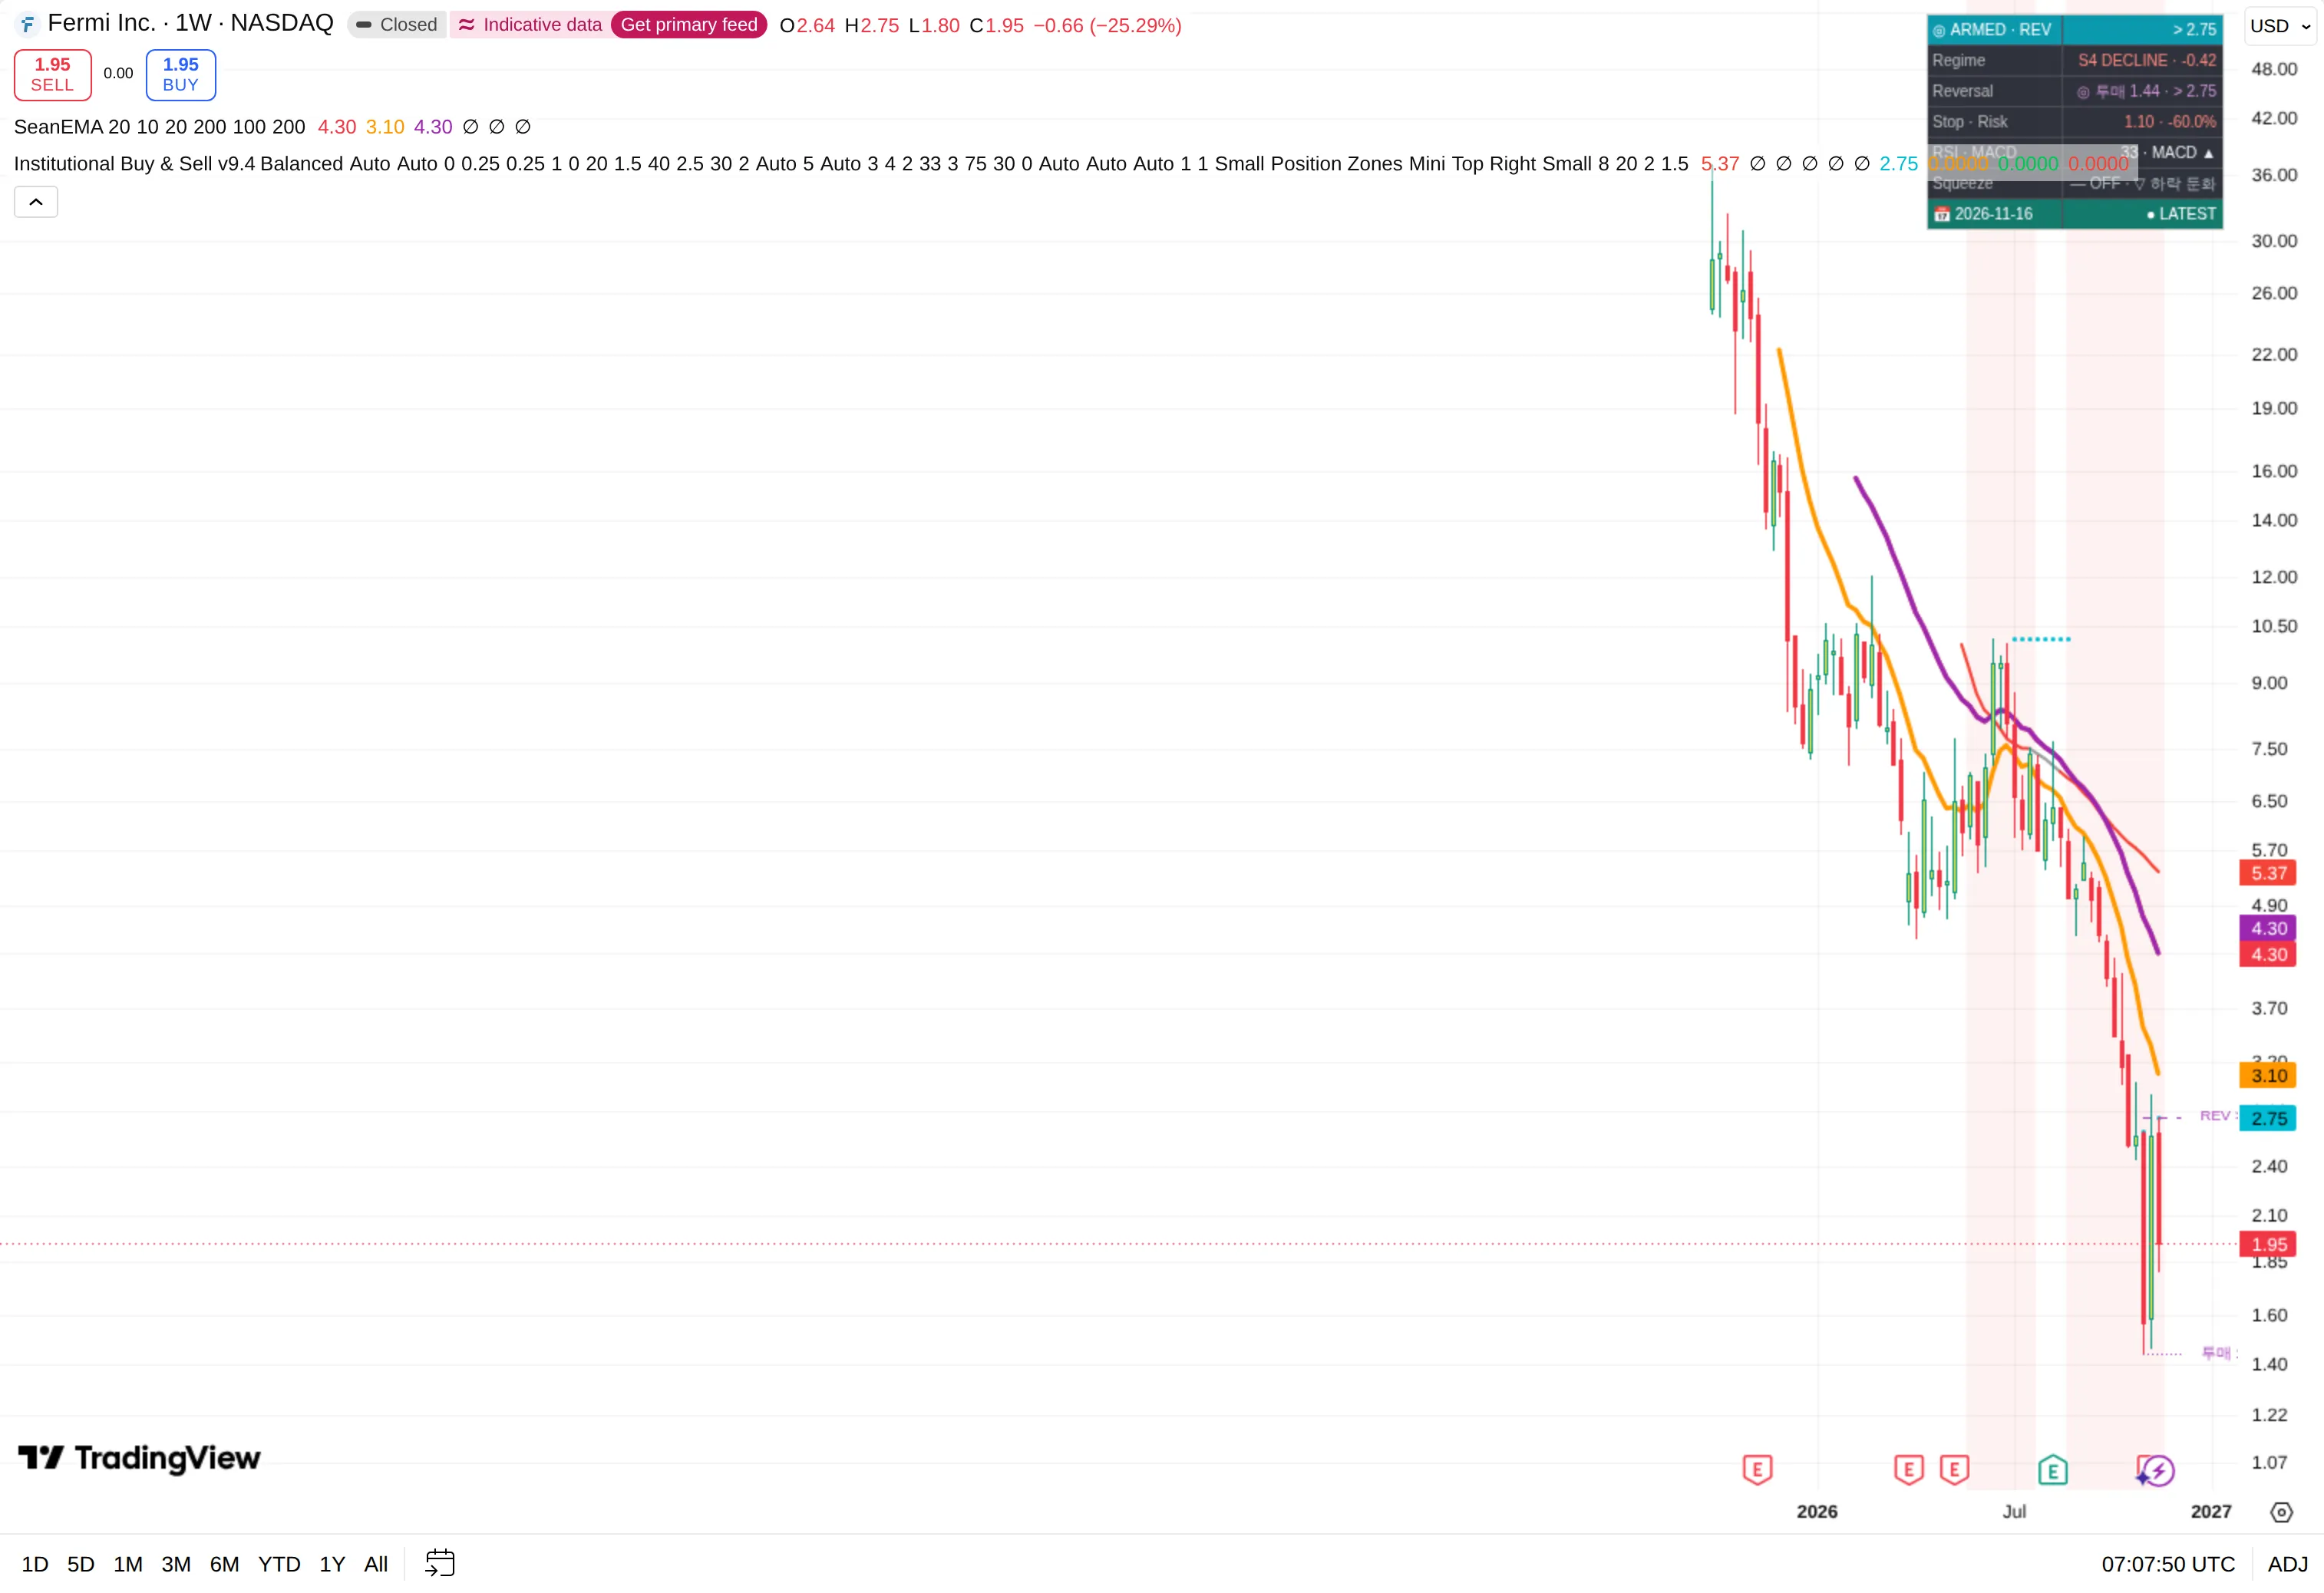 Fermi Inc. · 1W · NASDAQ Closed Indicative data Get primary feed O2.64 H2.75 L1.80 C1.95 −0.66 (−25.29%)
1.95 SELL 0.00 1.95 BUY
SeanEMA 20 10 20 200 100 200 4.30 3.10 4.30 ∅ ∅ ∅
Institutional Buy & Sell v9.4 Balanced Auto Auto 0 0.25 0.25 1 0 20 1.5 40 2.5 30 2 Auto 5 Auto 3 4 2 33 3 75 30 0 Auto Auto Auto 1 1 Small Position Zones Mini Top Right Small 8 20 2 1.5 5.37 ∅ ∅ ∅ ∅ ∅ 2.75 0.0000 0.0000 0.0000
◎ ARMED · REV > 2.75
Regime S4 DECLINE · -0.42
Reversal ◎ 투매 1.44 · > 2.75
Stop · Risk 1.10 · -60.0%
RSI · MACD 33 · MACD ▲
Squeeze — OFF · ▽ 하락 둔화
📅 2026-11-16 ● LATEST
USD
48.00
42.00
36.00
30.00
26.00
22.00
19.00
16.00
14.00
12.00
10.50
9.00
7.50
6.50
5.70
5.37
4.90
4.30
4.30
3.70
3.20
3.10
REV : 2.75
2.40
2.10
1.95
1.85
1.60
투매 :
1.40
1.22
1.07
TradingView
E E E E
2026 Jul 2027
1D 5D 1M 3M 6M YTD 1Y All 07:07:50 UTC ADJ